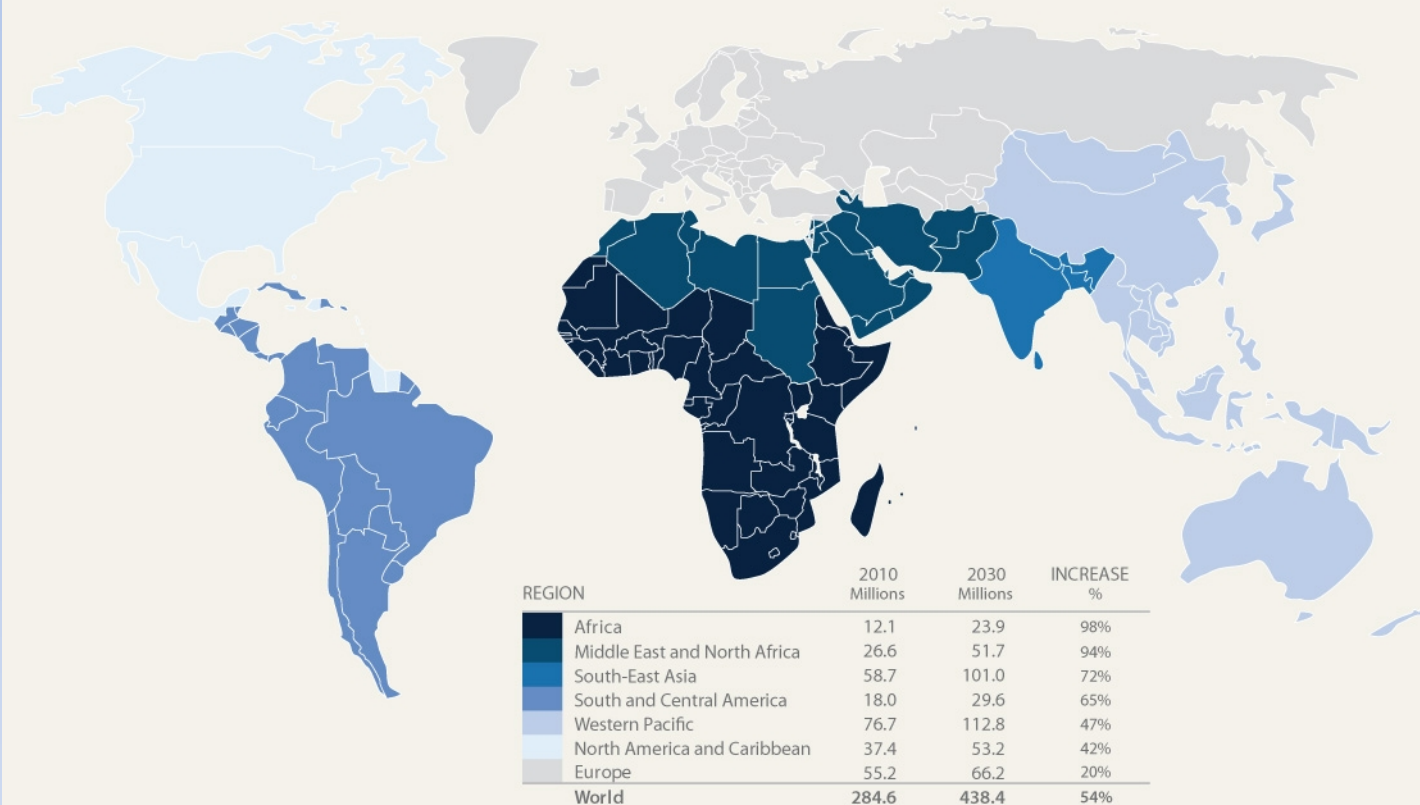 REGION 2010 Millions 2030 Millions INCREASE %
Africa 12.1 23.9 98%
Middle East and North Africa 26.6 51.7 94%
South-East Asia 58.7 101.0 72%
South and Central America 18.0 29.6 65%
Western Pacific 76.7 112.8 47%
North America and Caribbean 37.4 53.2 42%
Europe 55.2 66.2 20%
World 284.6 438.4 54%